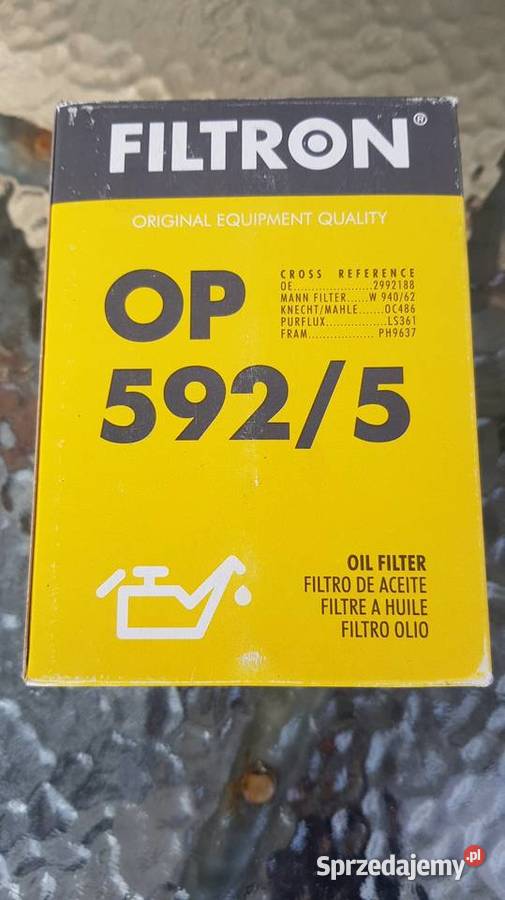 FILTRON®
ORIGINAL EQUIPMENT QUALITY
OP
592/5
CROSS REFERENCE
OE......................2992188
MANN FILTER......W 940/62
KNECHT/MAHLE.......OC486
PURFLUX................LS361
FRAM................... PH9637
OIL FILTER
FILTRO DE ACEITE
FILTRE A HUILE
FILTRO OLIO
Sprzedajemy.pl